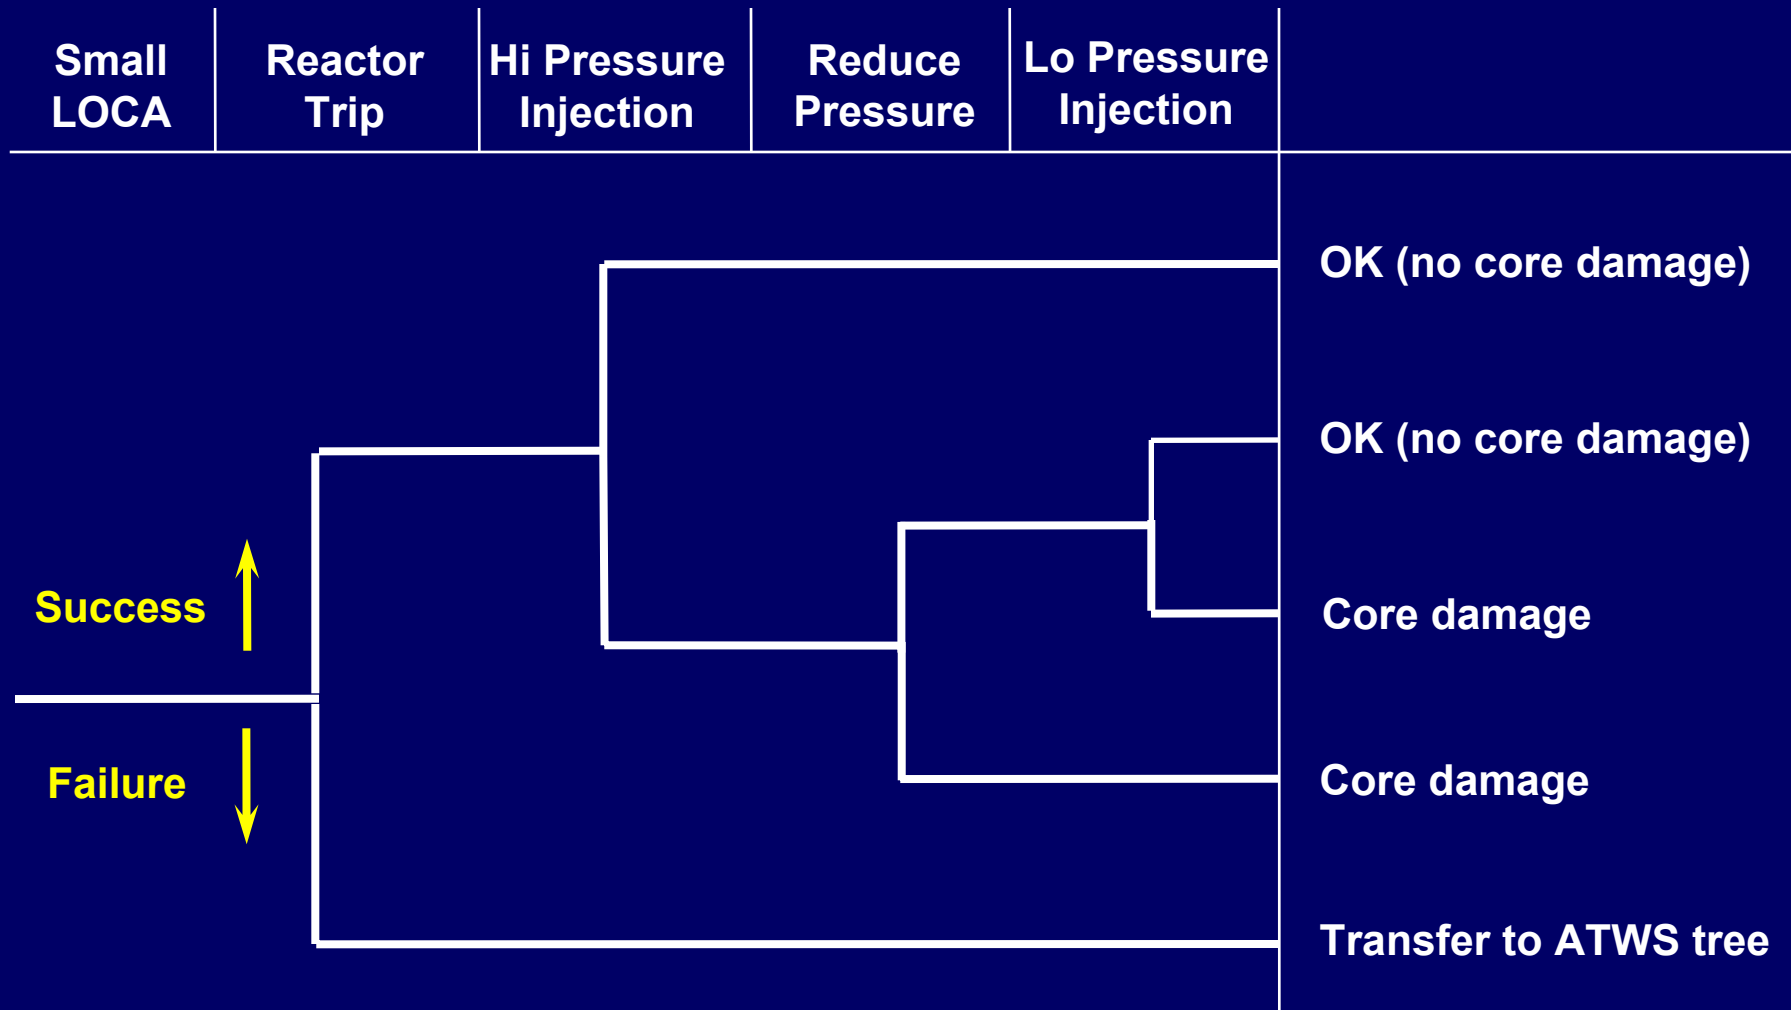 Small
LOCA
Reactor
Trip
Hi Pressure
Injection
Reduce
Pressure
Lo Pressure
Injection
OK (no core damage)
OK (no core damage)
Success
Core damage
Failure
Core damage
Transfer to ATWS tree